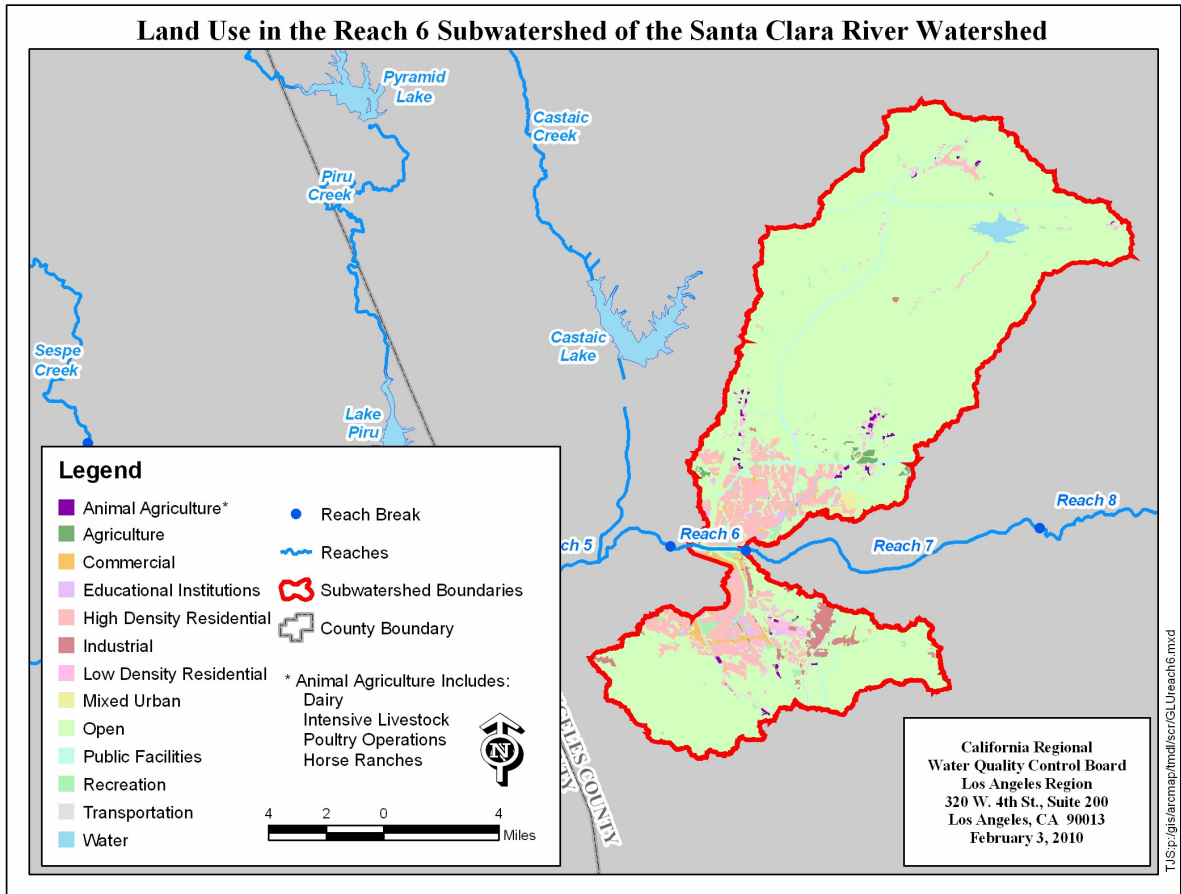 Land Use in the Reach 6 Subwatershed of the Santa Clara River Watershed
Pyramid
Lake
Castaic
Creek
Piru
Creek
Sespe
Creek
Castaic
Lake
Lake
Piru
Reach 8
Reach 6
ch 5
Reach 7
Legend
Animal Agriculture*
Agriculture
Commercial
Educational Institutions
High Density Residential
Industrial
Low Density Residential
Mixed Urban
Open
Public Facilities
Recreation
Transportation
Water
Reach Break
Reaches
Subwatershed Boundaries
County Boundary
* Animal Agriculture Includes:
Dairy
Intensive Livestock
Poultry Operations
Horse Ranches
N
4 2 0 4
Miles
GELES COUNTY
NTY
California Regional
Water Quality Control Board
Los Angeles Region
320 W. 4th St., Suite 200
Los Angeles, CA 90013
February 3, 2010
TJS:p:/gis/arcmap/tmdl/scr/GLUreach6.mxd